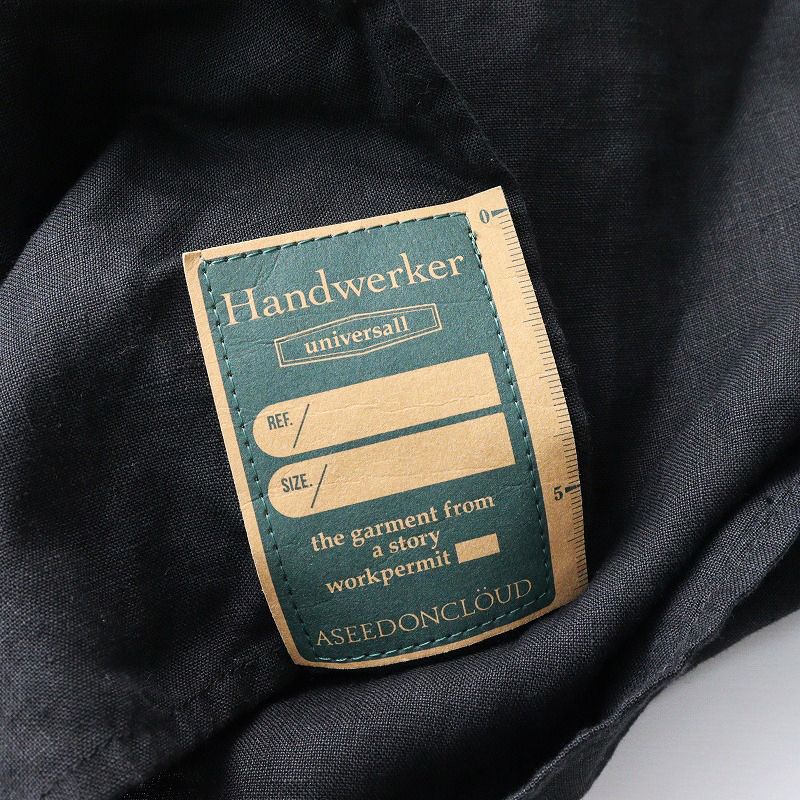 Handwerker
universall
REF. /
SIZE. /
the garment from
a story
workpermit
ASEEDONCLÖUD
0
5